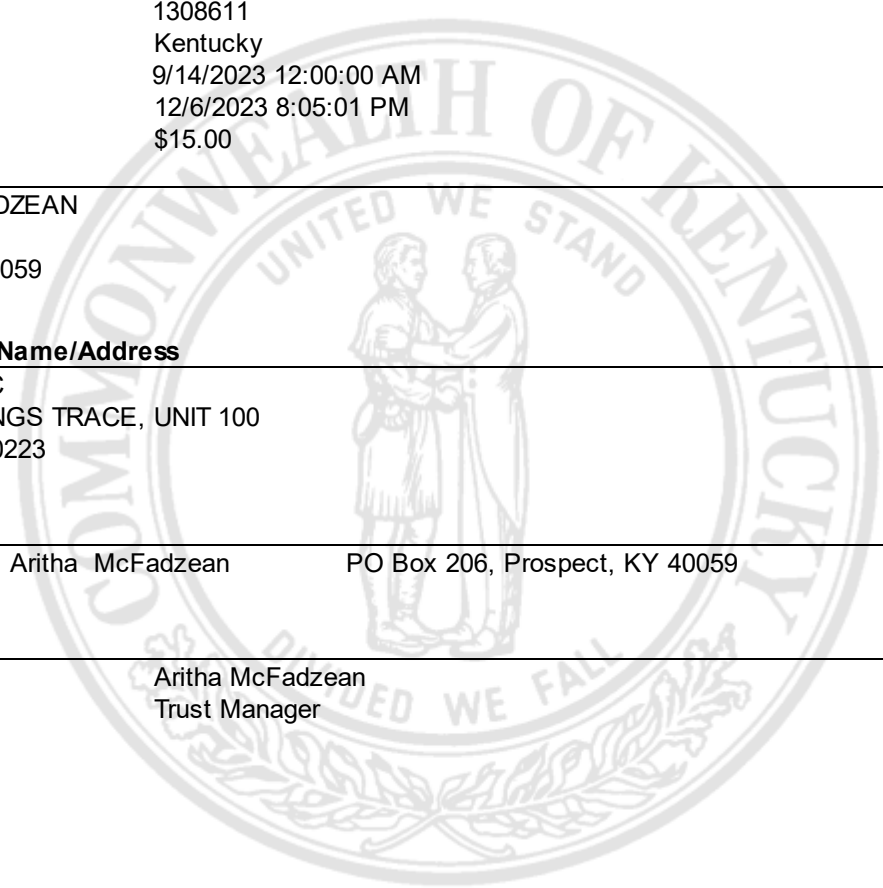 1308611
Kentucky
9/14/2023 12:00:00 AM
12/6/2023 8:05:01 PM
$15.00
COMMONWEALTH OF KENTUCKY
UNITED WE STAND
DZEAN
059
Name/Address
C
NGS TRACE, UNIT 100
0223
Aritha McFadzean PO Box 206, Prospect, KY 40059
DIVIDED WE FALL
Aritha McFadzean
Trust Manager